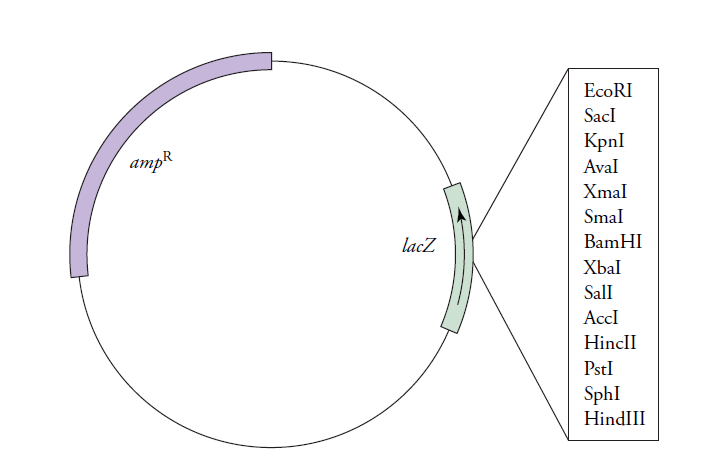 amp^R
lacZ
EcoRI
SacI
KpnI
AvaI
XmaI
SmaI
BamHI
XbaI
SalI
AccI
HincII
PstI
SphI
HindIII